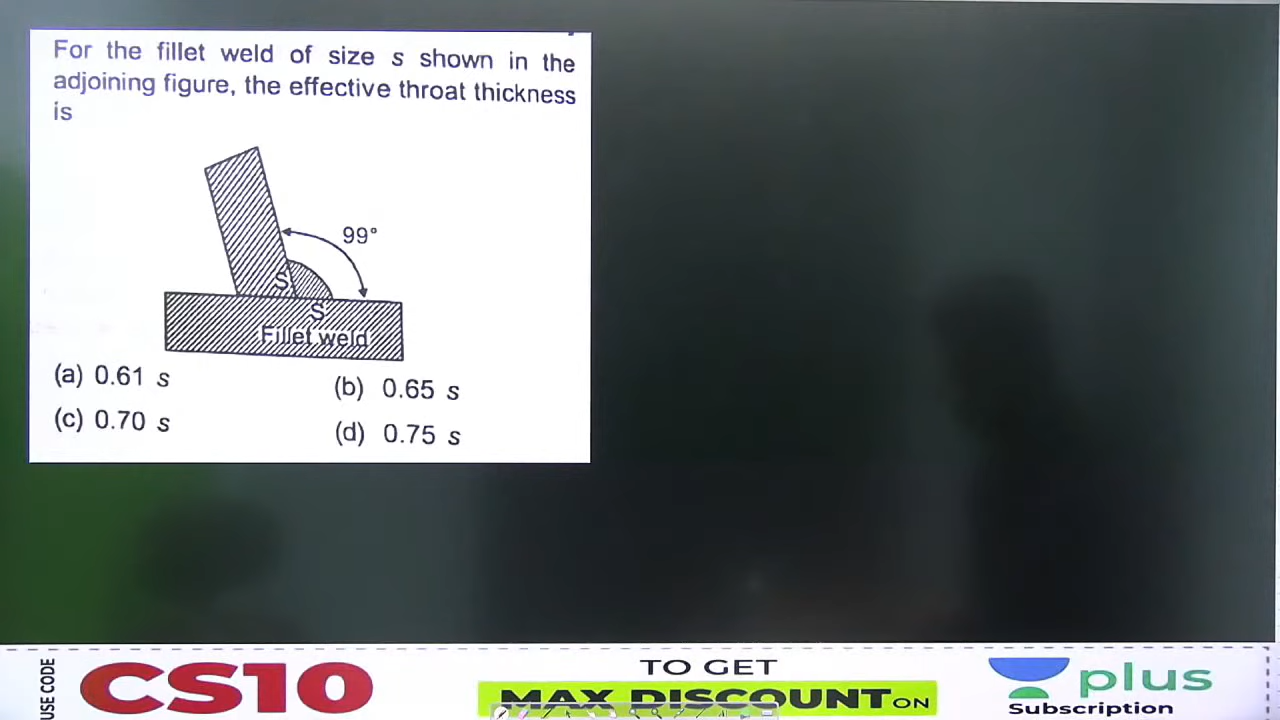 For the fillet weld of size s shown in the
adjoining figure, the effective throat thickness
is
99°
S
S
Fillet weld
(a) 0.61 s
(b) 0.65 s
(c) 0.70 s
(d) 0.75 s
USE CODE
CS10
TO GET
MAX DISCOUNT ON
plus
Subscription